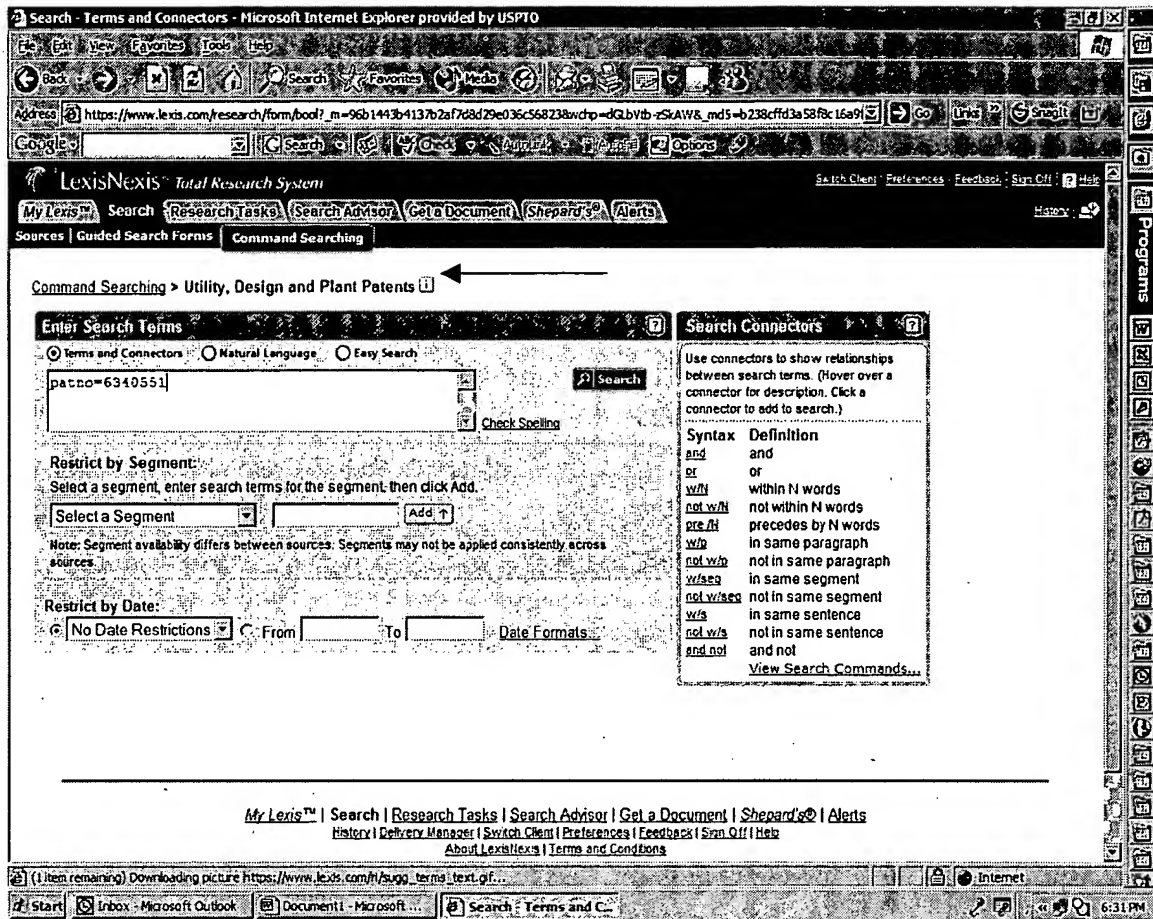 Search - Terms and Connectors - Microsoft Internet Explorer provided by USPTO
File Edit View Favorites Tools Help
Back Search Favorites Media
Address https://www.lexis.com/research/form/bool?_m=96b1443b4137b2af7d8d29e036c56823&wchp=dGLbVtb-zSkAW&_md5=b238cffd3a58f8c16a9f Go Links SnagIt
Google Search Check AutoLink Options
LexisNexis Total Research System Switch Client Preferences Feedback Sign Off ? Help
My Lexis™ Search Research Tasks Search Advisor Get a Document Shepard's® Alerts History
Sources | Guided Search Forms | Command Searching
Programs
Command Searching > Utility, Design and Plant Patents i
Enter Search Terms ?
Terms and Connectors Natural Language Easy Search
patno=6340551
Search
Check Spelling
Restrict by Segment:
Select a segment, enter search terms for the segment, then click Add.
Select a Segment Add ↑
Note: Segment availability differs between sources. Segments may not be applied consistently across
sources.
Restrict by Date:
No Date Restrictions From To Date Formats...
Search Connectors ?
Use connectors to show relationships
between search terms. (Hover over a
connector for description. Click a
connector to add to search.)
Syntax Definition
and and
or or
w/N within N words
not w/N not within N words
pre /N precedes by N words
w/p in same paragraph
not w/p not in same paragraph
w/seg in same segment
not w/seg not in same segment
w/s in same sentence
not w/s not in same sentence
and not and not
View Search Commands...
My Lexis™ | Search | Research Tasks | Search Advisor | Get a Document | Shepard's® | Alerts
History | Delivery Manager | Switch Client | Preferences | Feedback | Sign Off | Help
About LexisNexis | Terms and Conditions
(1 item remaining) Downloading picture https://www.lexis.com/ri/sugg_terms_text.gif... Internet
Start Inbox - Microsoft Outlook Document1 - Microsoft ... Search - Terms and C... 6:31 PM